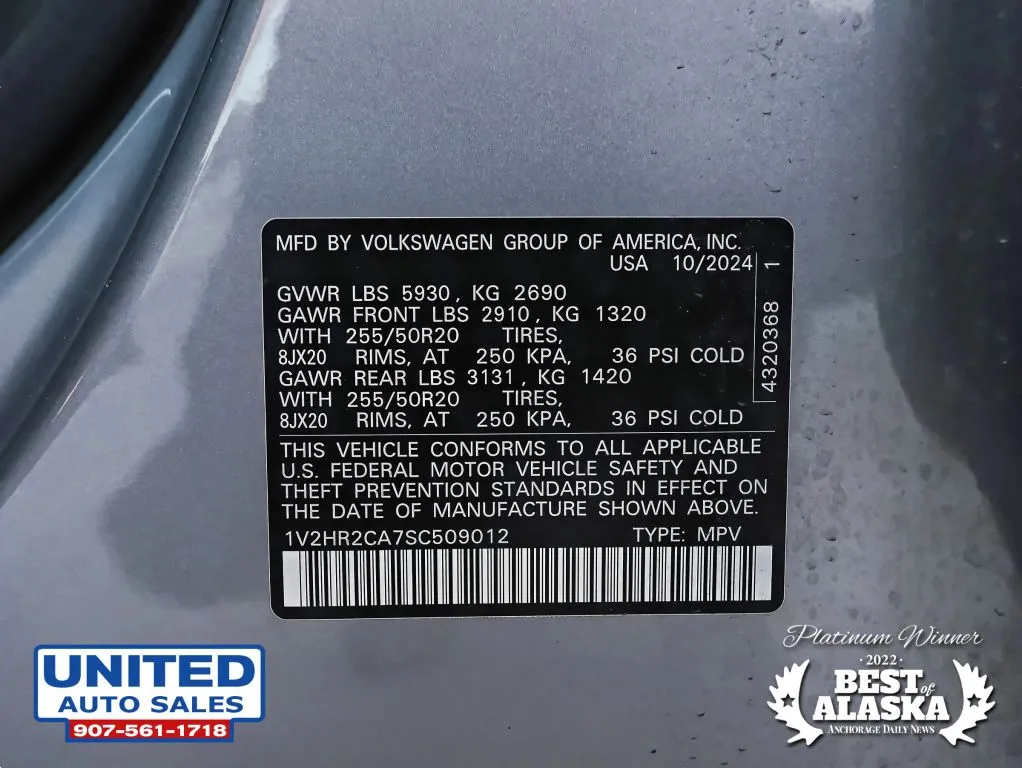 MFD BY VOLKSWAGEN GROUP OF AMERICA, INC.
USA 10/2024
4320368 1
GVWR LBS 5930, KG 2690
GAWR FRONT LBS 2910, KG 1320
WITH 255/50R20 TIRES,
8JX20 RIMS, AT 250 KPA, 36 PSI COLD
GAWR REAR LBS 3131, KG 1420
WITH 255/50R20 TIRES,
8JX20 RIMS, AT 250 KPA, 36 PSI COLD
THIS VEHICLE CONFORMS TO ALL APPLICABLE
U.S. FEDERAL MOTOR VEHICLE SAFETY AND
THEFT PREVENTION STANDARDS IN EFFECT ON
THE DATE OF MANUFACTURE SHOWN ABOVE.
1V2HR2CA7SC509012 TYPE: MPV
UNITED
AUTO SALES
907-561-1718
Platinum Winner
·2022·
BEST of
ALASKA
ANCHORAGE DAILY NEWS